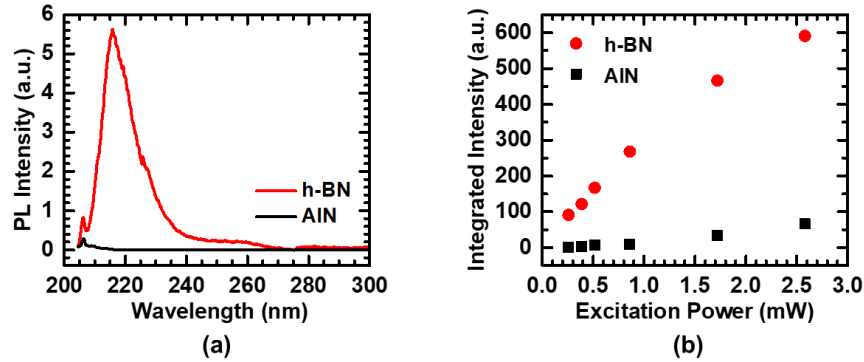 PL Intensity (a.u.)
6
5
4
3
2
1
0
h-BN
AlN
200 220 240 260 280 300
Wavelength (nm)
(a)
Integrated Intensity (a.u.)
600
500
400
300
200
100
0
h-BN
AlN
0.0 0.5 1.0 1.5 2.0 2.5 3.0
Excitation Power (mW)
(b)